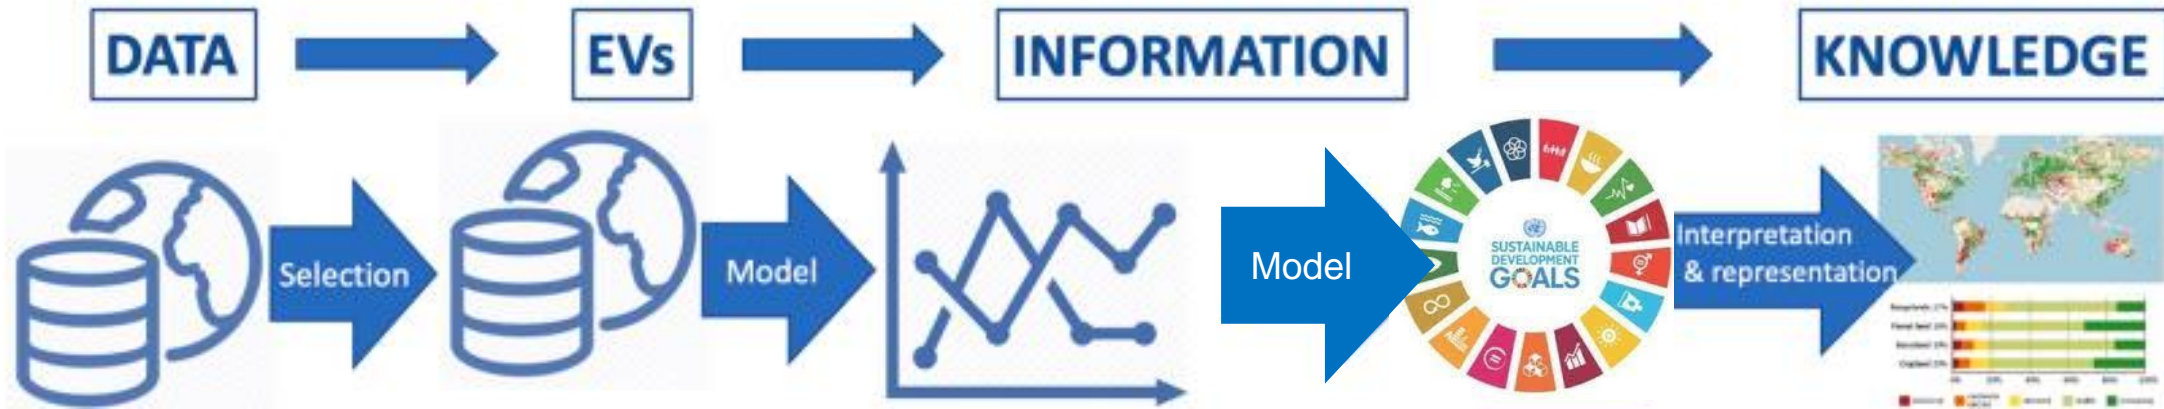 DATA
EVs
INFORMATION
KNOWLEDGE
Selection
Model
Model
SUSTAINABLE
DEVELOPMENT
GOALS
Interpretation
& representation